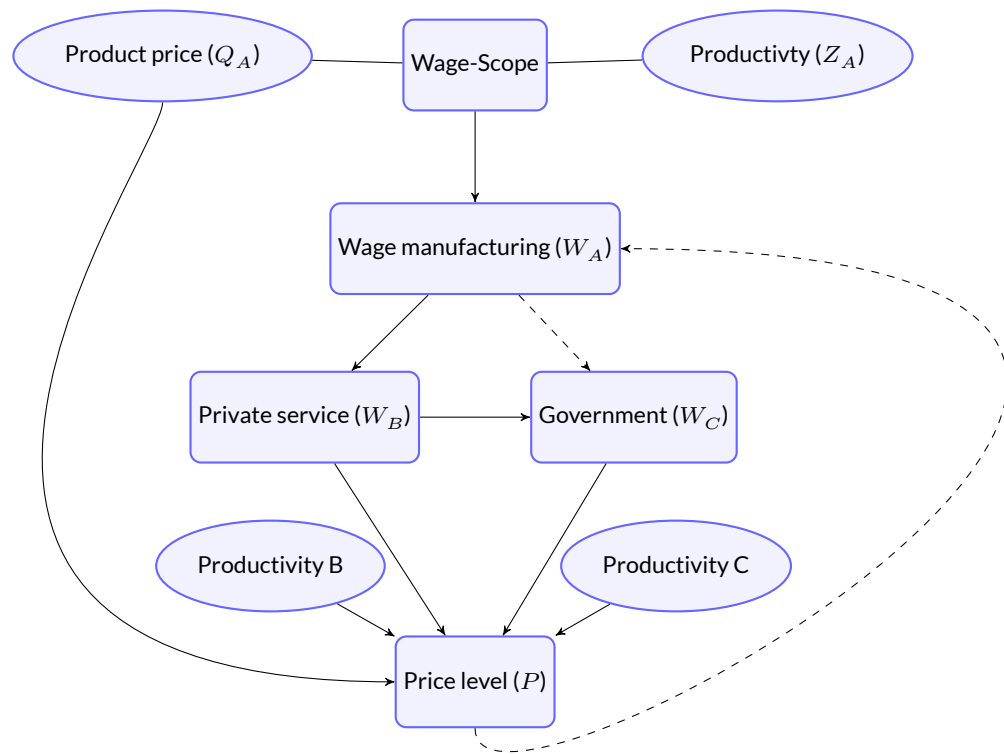 Product price (Q_A)
Wage-Scope
Productivty (Z_A)
Wage manufacturing (W_A)
Private service (W_B)
Government (W_C)
Productivity B
Productivity C
Price level (P)